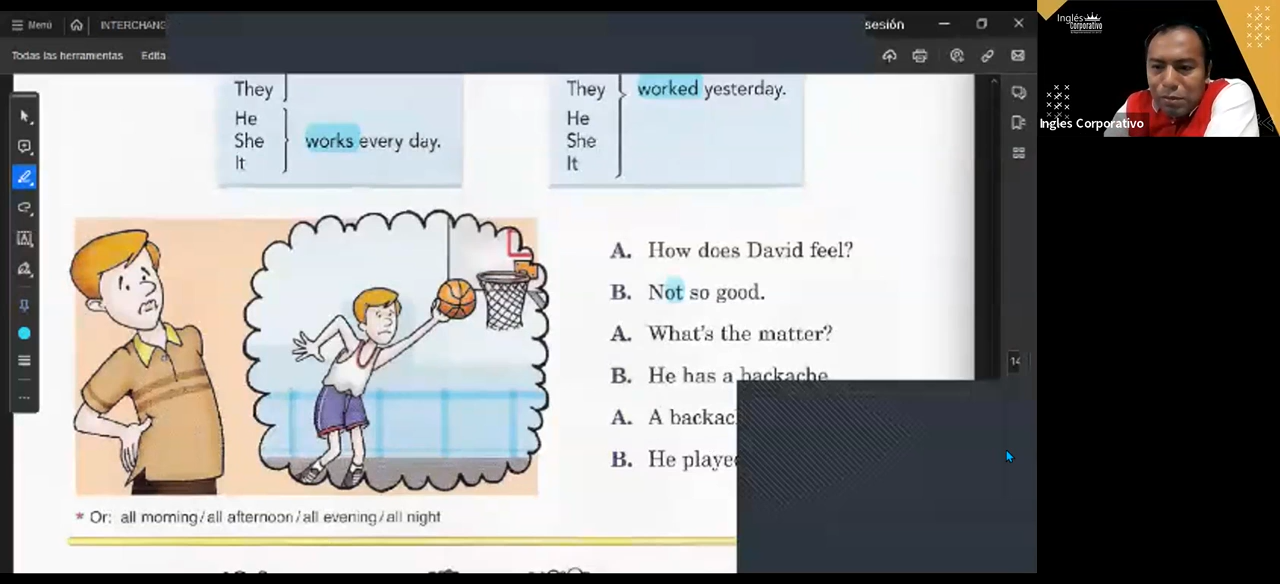 Menú
INTERCHANG
sesión
Inglés
Corporativo
Todas las herramientas
Edita
Ingles Corporativo
They
He
She
It
works every day.
They
He
She
It
worked yesterday.
A. How does David feel?
B. Not so good.
A. What's the matter?
B. He has a backache
A. A backac
B. He playe
14
* Or: all morning/all afternoon/all evening/all night